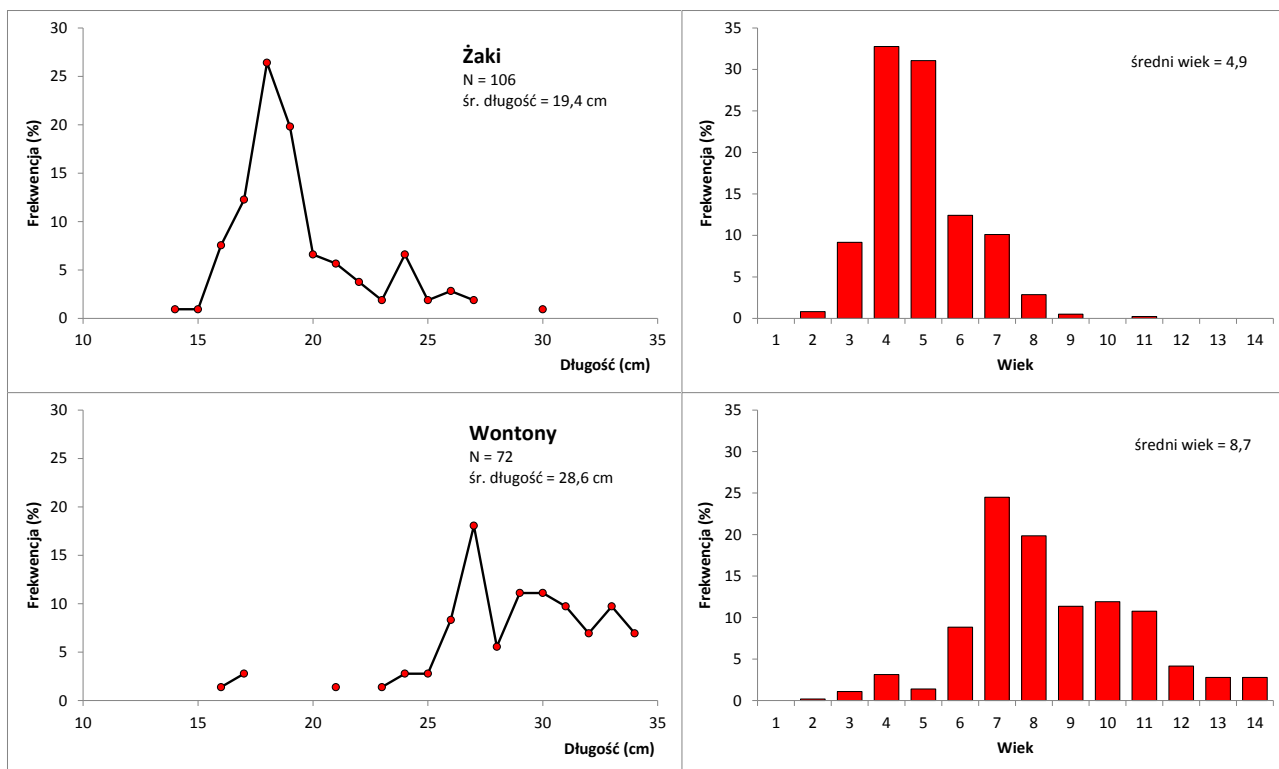 Żaki
N = 106
śr. długość = 19,4 cm
Frekwencja (%)
30
25
20
15
10
5
0
10 15 20 25 30 35
Długość (cm)
średni wiek = 4,9
Frekwencja (%)
35
30
25
20
15
10
5
0
1 2 3 4 5 6 7 8 9 10 11 12 13 14
Wiek
Wontony
N = 72
śr. długość = 28,6 cm
Frekwencja (%)
30
25
20
15
10
5
0
10 15 20 25 30 35
Długość (cm)
średni wiek = 8,7
Frekwencja (%)
35
30
25
20
15
10
5
0
1 2 3 4 5 6 7 8 9 10 11 12 13 14
Wiek